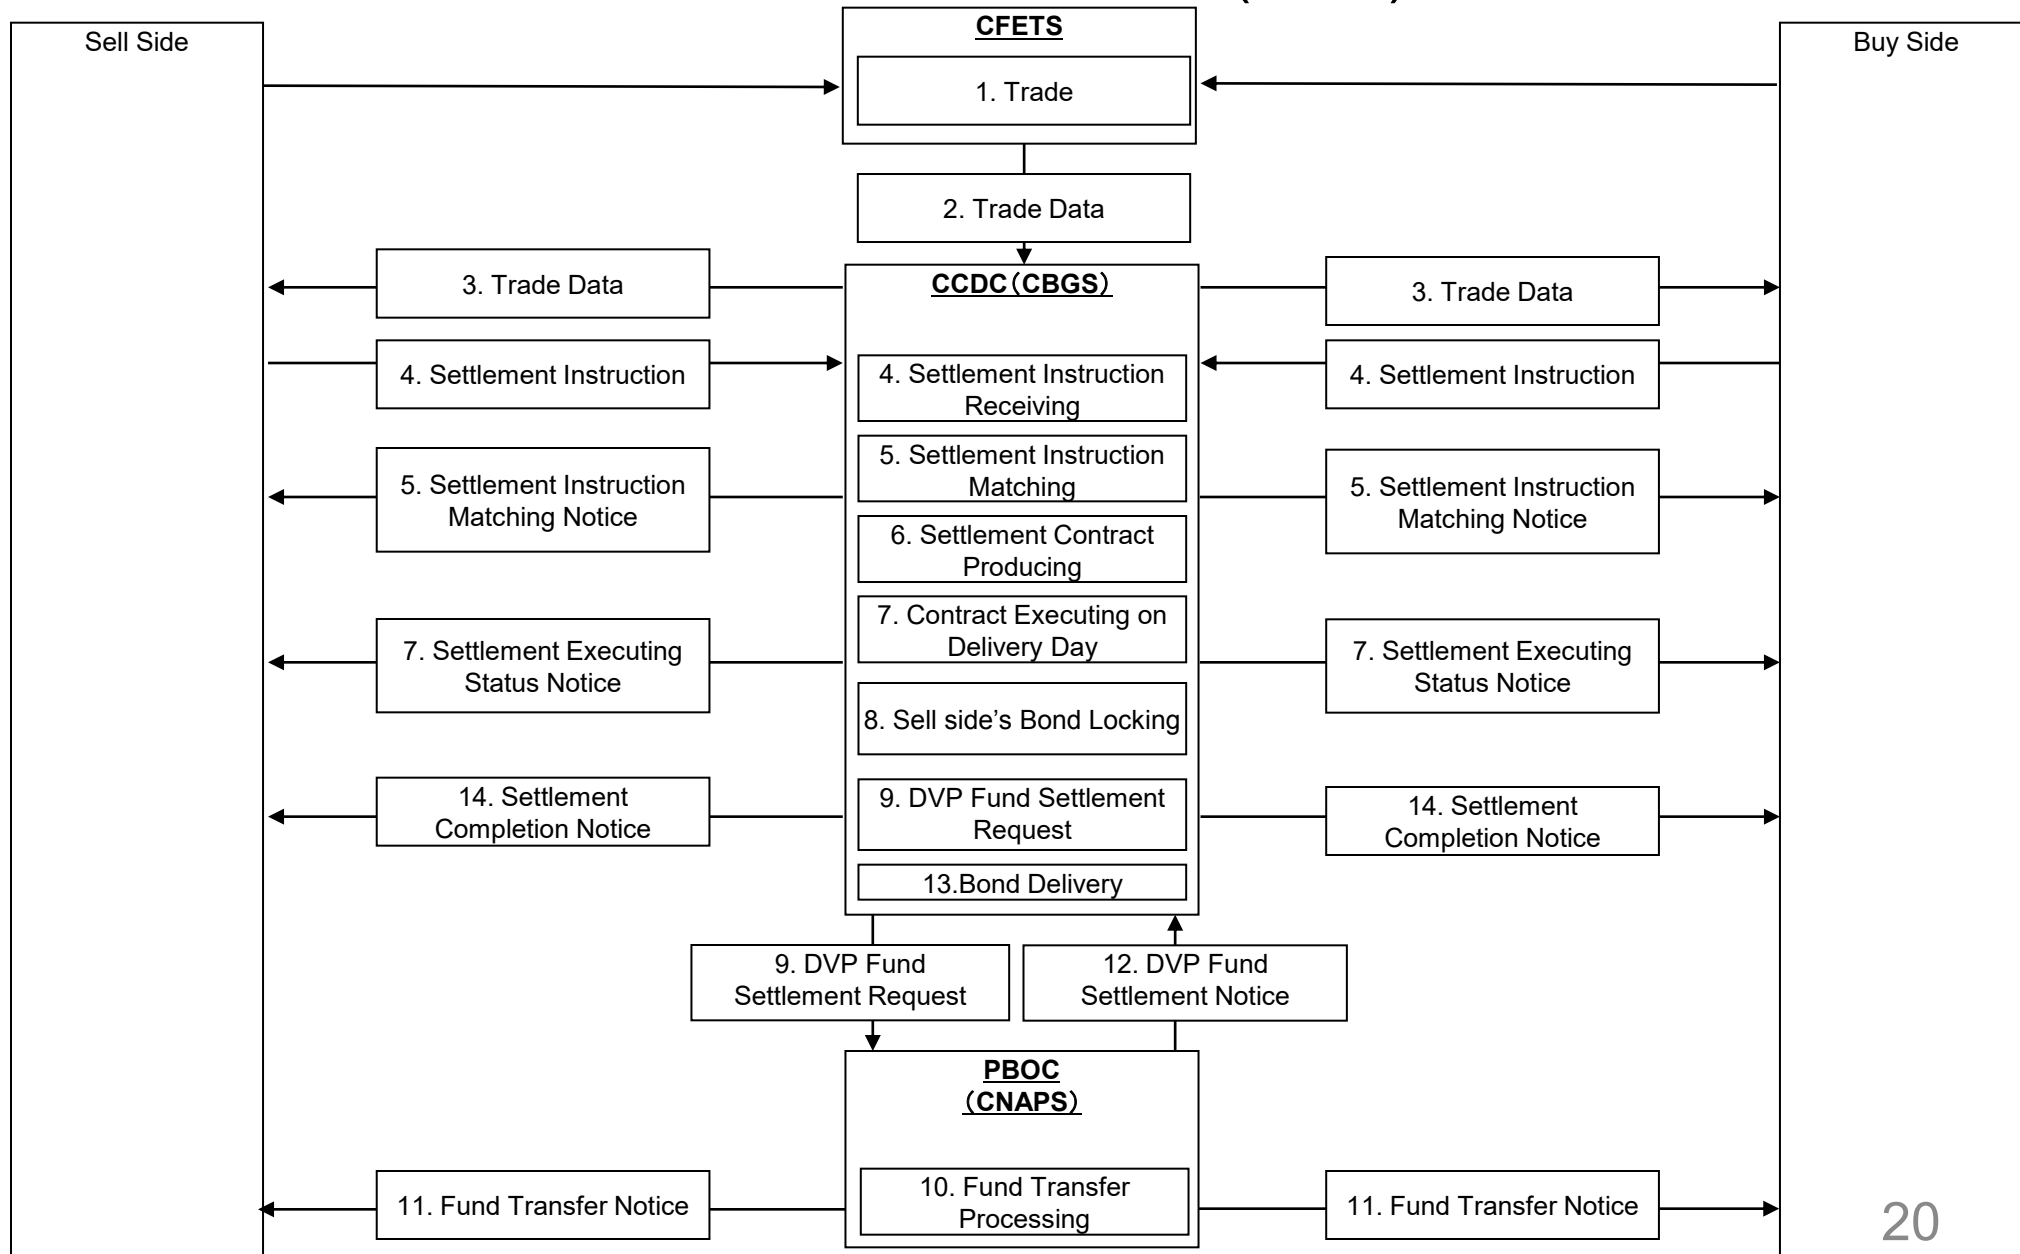 Sell Side
CFETS
Buy Side
1. Trade
2. Trade Data
3. Trade Data
CCDC（CBGS）
3. Trade Data
4. Settlement Instruction
4. Settlement Instruction
Receiving
4. Settlement Instruction
5. Settlement Instruction
Matching Notice
5. Settlement Instruction
Matching
5. Settlement Instruction
Matching Notice
6. Settlement Contract
Producing
7. Settlement Executing
Status Notice
7. Contract Executing on
Delivery Day
7. Settlement Executing
Status Notice
8. Sell side’s Bond Locking
14. Settlement
Completion Notice
9. DVP Fund Settlement
Request
14. Settlement
Completion Notice
13.Bond Delivery
9. DVP Fund
Settlement Request
12. DVP Fund
Settlement Notice
PBOC
（CNAPS）
11. Fund Transfer Notice
10. Fund Transfer
Processing
11. Fund Transfer Notice
20